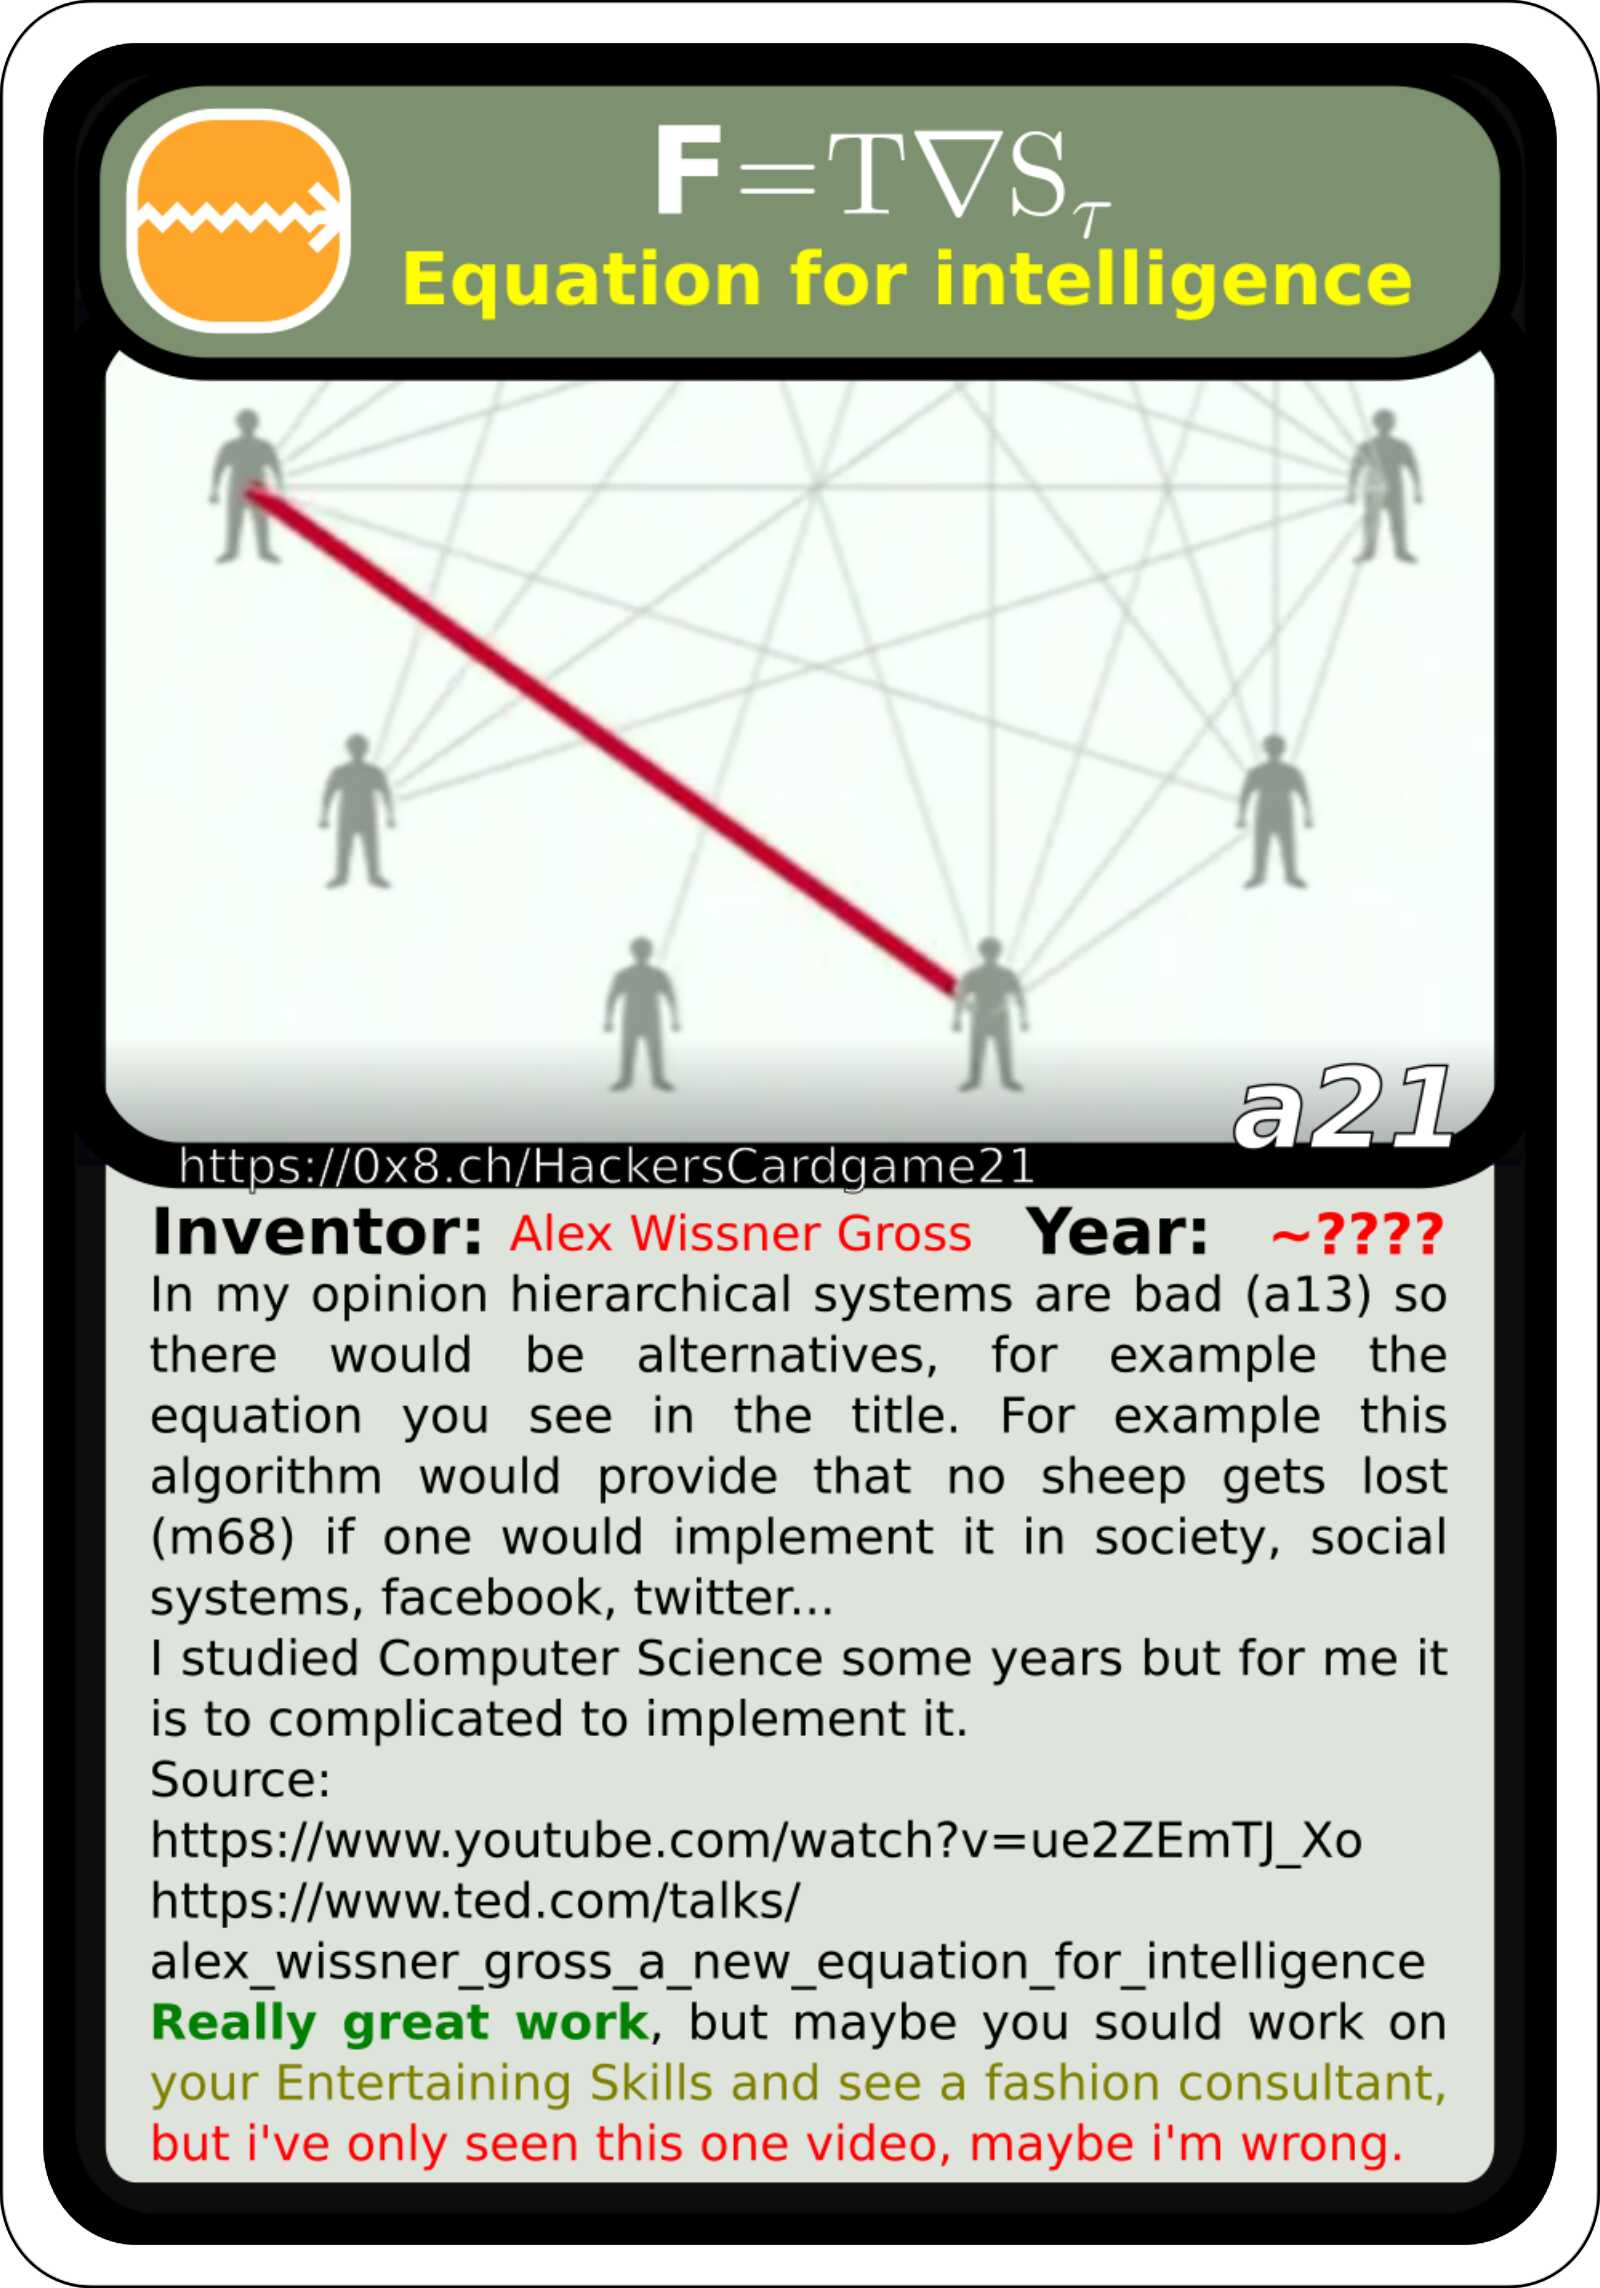 F=T∇Sτ
Equation for intelligence
a21
https://0x8.ch/HackersCardgame21
Inventor: Alex Wissner Gross Year: ~????
In my opinion hierarchical systems are bad (a13) so
there would be alternatives, for example the
equation you see in the title. For example this
algorithm would provide that no sheep gets lost
(m68) if one would implement it in society, social
systems, facebook, twitter...
I studied Computer Science some years but for me it
is to complicated to implement it.
Source:
https://www.youtube.com/watch?v=ue2ZEmTJ_Xo
https://www.ted.com/talks/
alex_wissner_gross_a_new_equation_for_intelligence
Really great work, but maybe you sould work on
your Entertaining Skills and see a fashion consultant,
but i've only seen this one video, maybe i'm wrong.